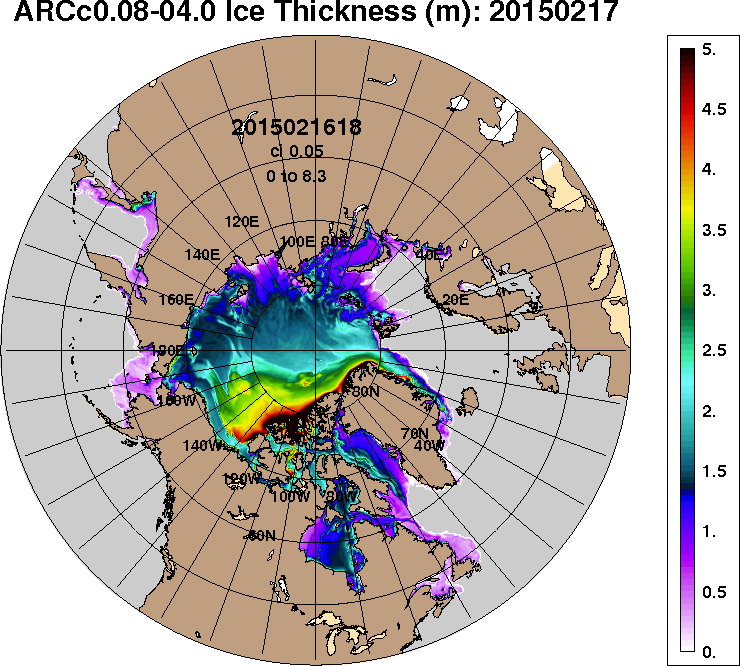 ARCc0.08-04.0 Ice Thickness (m): 20150217
2015021618
ci 0.05
0 to 8.3
120E
100E 80E
140E
40E
160E
20E
180E
160W
80N
140W
70N
40W
120W
100W 80W
60N
5.
4.5
4.
3.5
3.
2.5
2.
1.5
1.
0.5
0.